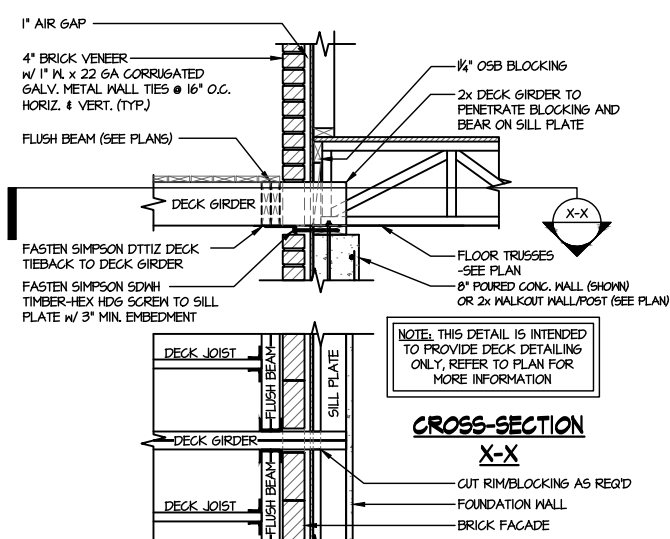 1" AIR GAP
4" BRICK VENEER
W/ 1" W. x 22 GA CORRUGATED
GALV. METAL WALL TIES @ 16" O.C.
HORIZ. & VERT. (TYP.)
FLUSH BEAM (SEE PLANS)
DECK GIRDER
FASTEN SIMPSON DTT1Z DECK
TIEBACK TO DECK GIRDER
FASTEN SIMPSON SDWH
TIMBER-HEX HDG SCREW TO SILL
PLATE W/ 3" MIN. EMBEDMENT
1¼" OSB BLOCKING
2x DECK GIRDER TO
PENETRATE BLOCKING AND
BEAR ON SILL PLATE
X-X
FLOOR TRUSSES
-SEE PLAN
8" POURED CONC. WALL (SHOWN)
OR 2x WALKOUT WALL/POST (SEE PLAN)
NOTE: THIS DETAIL IS INTENDED
TO PROVIDE DECK DETAILING
ONLY, REFER TO PLAN FOR
MORE INFORMATION
DECK JOIST
FLUSH BEAM
SILL PLATE
DECK GIRDER
DECK JOIST
FLUSH BEAM
CROSS-SECTION
X-X
CUT RIM/BLOCKING AS REQ'D
FOUNDATION WALL
BRICK FACADE